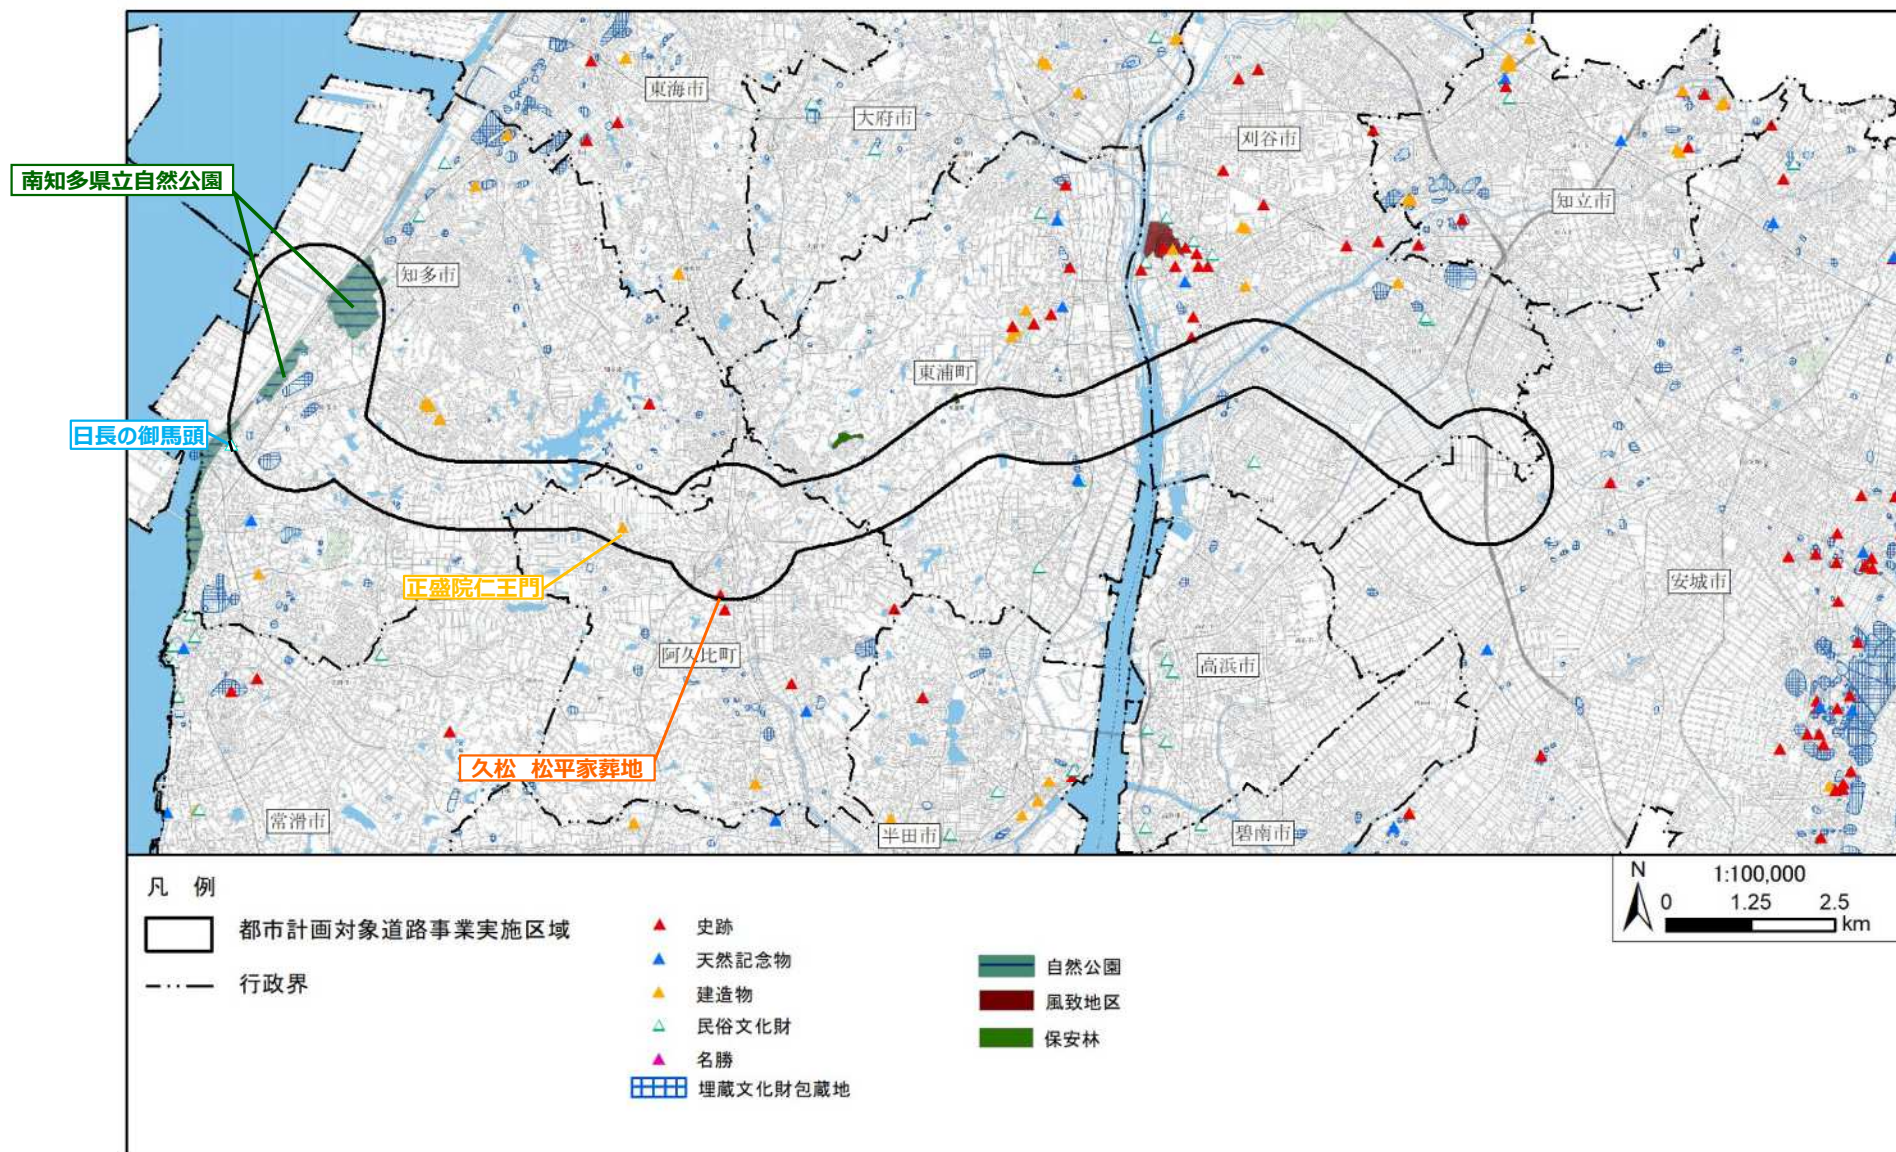 東海市
大府市
刈谷市
南知多県立自然公園
知立市
知多市
東浦町
日長の御馬頭
正盛院仁王門
安城市
阿久比町
高浜市
久松 松平家葬地
常滑市
半田市
碧南市
凡 例
都市計画対象道路事業実施区域
行政界
史跡
天然記念物
建造物
民俗文化財
名勝
埋蔵文化財包蔵地
自然公園
風致地区
保安林
N
1:100,000
0 1.25 2.5
km